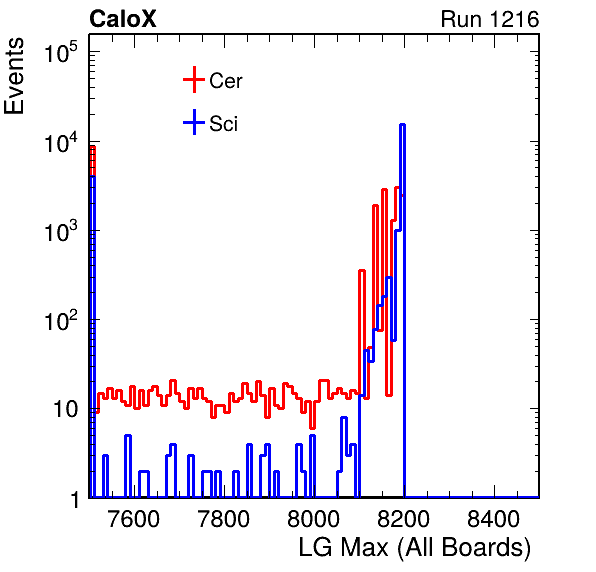 CaloX Run 1216
Events
Cer
Sci
10^5
10^4
10^3
10^2
10
1
7600 7800 8000 8200 8400
LG Max (All Boards)